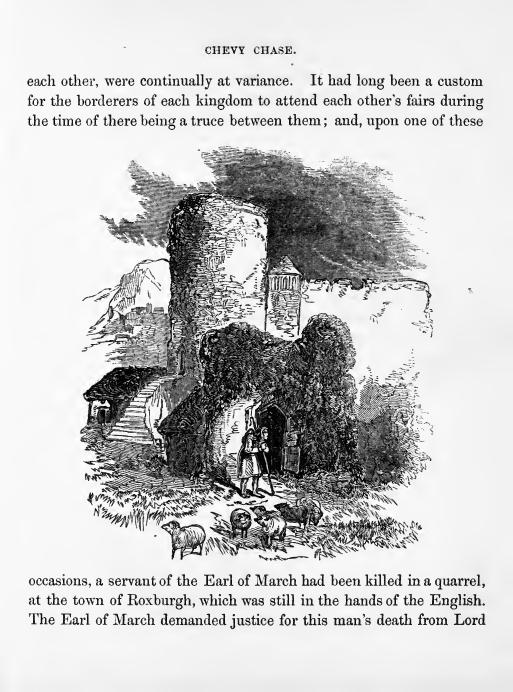 CHEVY CHASE.
each other, were continually at variance. It had long been a custom
for the borderers of each kingdom to attend each other's fairs during
the time of there being a truce between them; and, upon one of these
occasions, a servant of the Earl of March had been killed in a quarrel,
at the town of Roxburgh, which was still in the hands of the English.
The Earl of March demanded justice for this man's death from Lord